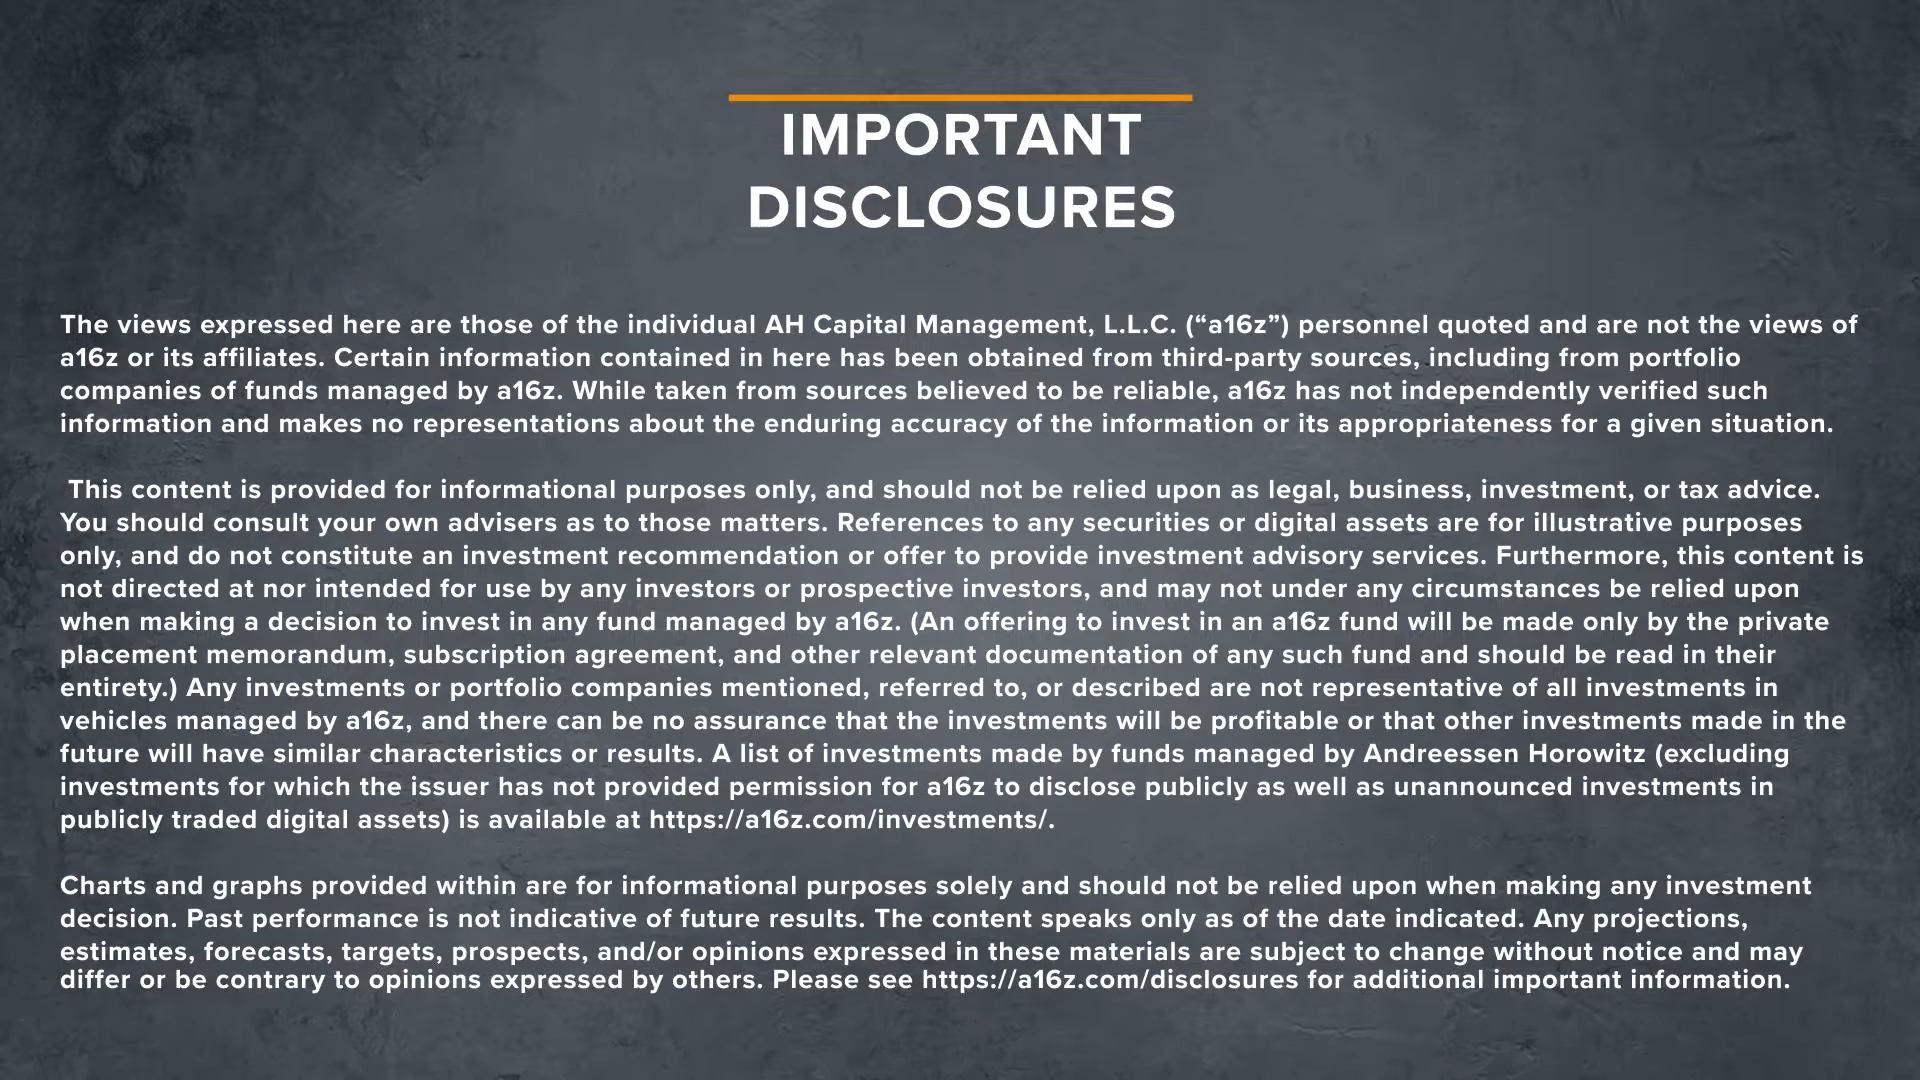 IMPORTANT
DISCLOSURES
The views expressed here are those of the individual AH Capital Management, L.L.C. (“a16z”) personnel quoted and are not the views of
a16z or its affiliates. Certain information contained in here has been obtained from third-party sources, including from portfolio
companies of funds managed by a16z. While taken from sources believed to be reliable, a16z has not independently verified such
information and makes no representations about the enduring accuracy of the information or its appropriateness for a given situation.
This content is provided for informational purposes only, and should not be relied upon as legal, business, investment, or tax advice.
You should consult your own advisers as to those matters. References to any securities or digital assets are for illustrative purposes
only, and do not constitute an investment recommendation or offer to provide investment advisory services. Furthermore, this content is
not directed at nor intended for use by any investors or prospective investors, and may not under any circumstances be relied upon
when making a decision to invest in any fund managed by a16z. (An offering to invest in an a16z fund will be made only by the private
placement memorandum, subscription agreement, and other relevant documentation of any such fund and should be read in their
entirety.) Any investments or portfolio companies mentioned, referred to, or described are not representative of all investments in
vehicles managed by a16z, and there can be no assurance that the investments will be profitable or that other investments made in the
future will have similar characteristics or results. A list of investments made by funds managed by Andreessen Horowitz (excluding
investments for which the issuer has not provided permission for a16z to disclose publicly as well as unannounced investments in
publicly traded digital assets) is available at https://a16z.com/investments/.
Charts and graphs provided within are for informational purposes solely and should not be relied upon when making any investment
decision. Past performance is not indicative of future results. The content speaks only as of the date indicated. Any projections,
estimates, forecasts, targets, prospects, and/or opinions expressed in these materials are subject to change without notice and may
differ or be contrary to opinions expressed by others. Please see https://a16z.com/disclosures for additional important information.